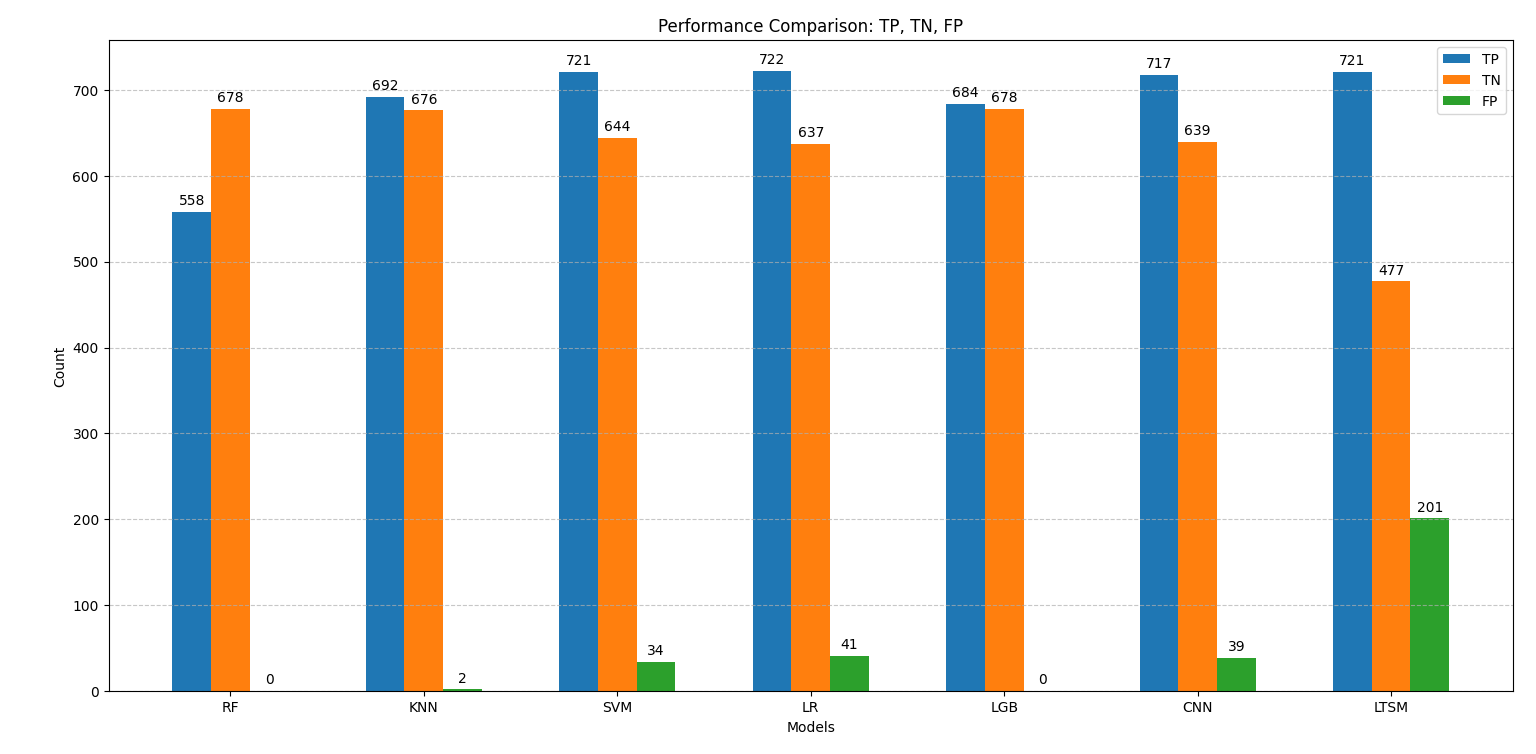 Performance Comparison: TP, TN, FP
TP
TN
FP
Count
700
600
500
400
300
200
100
0
558
678
0
692
676
2
721
644
34
722
637
41
684
678
0
717
639
39
721
477
201
RF
KNN
SVM
LR
LGB
CNN
LTSM
Models